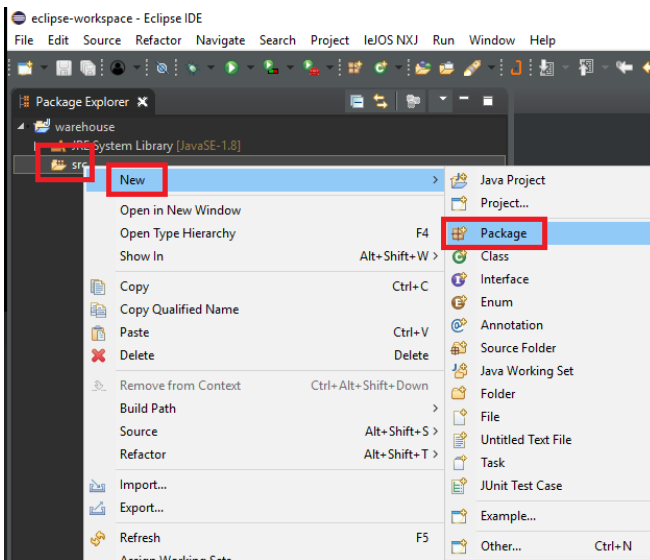 eclipse-workspace - Eclipse IDE
File Edit Source Refactor Navigate Search Project leJOS NXJ Run Window Help
Package Explorer
warehouse
JRE System Library [JavaSE-1.8]
src
New >
Open in New Window
Open Type Hierarchy F4
Show In Alt+Shift+W >
Copy Ctrl+C
Copy Qualified Name
Paste Ctrl+V
Delete Delete
Remove from Context Ctrl+Alt+Shift+Down
Build Path >
Source Alt+Shift+S >
Refactor Alt+Shift+T >
Import...
Export...
Refresh F5
Assign Working Sets...
Java Project
Project...
Package
Class
Interface
Enum
Annotation
Source Folder
Java Working Set
Folder
File
Untitled Text File
Task
JUnit Test Case
Example...
Other... Ctrl+N